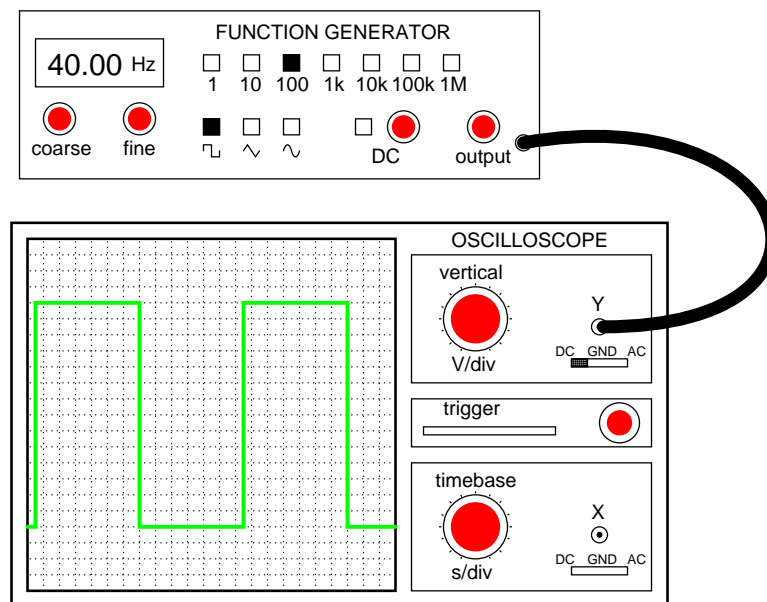 FUNCTION GENERATOR
40.00 Hz
1 10 100 1k 10k 100k 1M
coarse fine DC output
OSCILLOSCOPE
vertical
Y
DC GND AC
V/div
trigger
timebase
X
DC GND AC
s/div